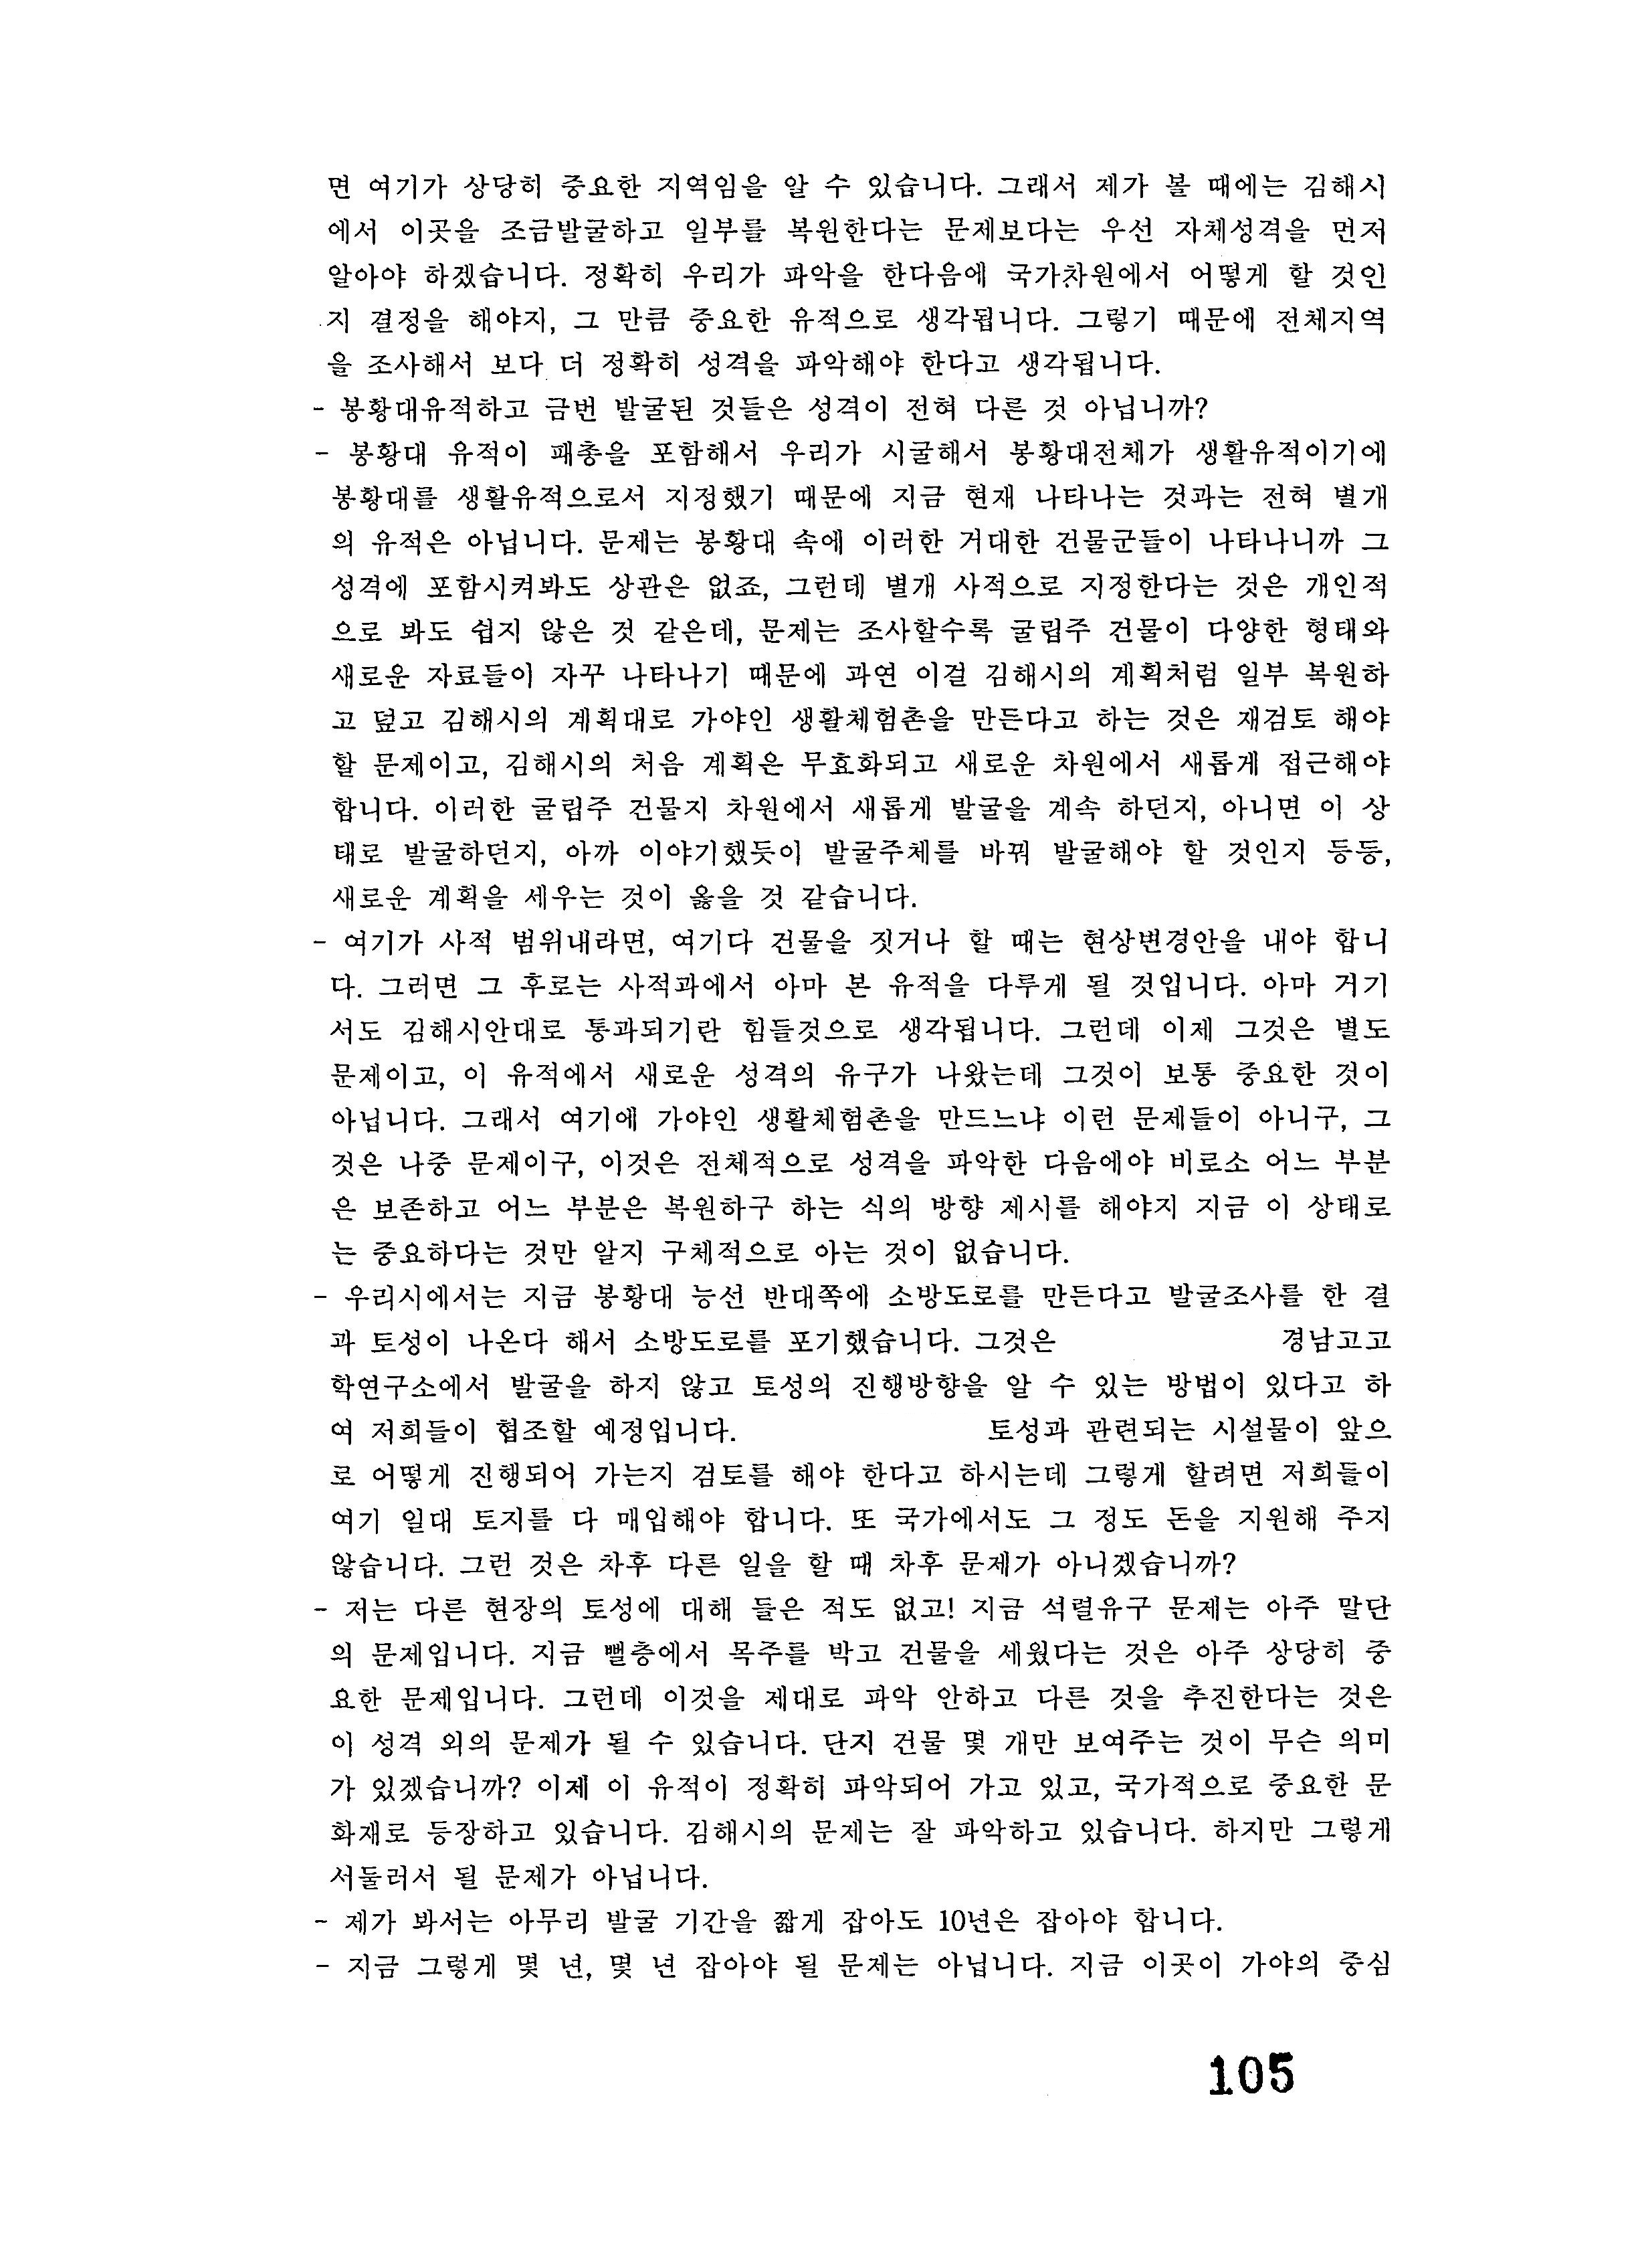 면 여기가 상당히 중요한 지역임을 알 수 있습니다. 그래서 제가 볼 때에는 김해시
에서 이곳을 조금발굴하고 일부를 복원한다는 문제보다는 우선 자체성격을 먼저
알아야 하겠습니다. 정확히 우리가 파악을 한다음에 국가차원에서 어떻게 할 것인
지 결정을 해야지, 그 만큼 중요한 유적으로 생각됩니다. 그렇기 때문에 전체지역
을 조사해서 보다 더 정확히 성격을 파악해야 한다고 생각됩니다.
- 봉황대유적하고 금번 발굴된 것들은 성격이 전혀 다른 것 아닙니까?
- 봉황대 유적이 패총을 포함해서 우리가 시굴해서 봉황대전체가 생활유적이기에
봉황대를 생활유적으로서 지정했기 때문에 지금 현재 나타나는 것과는 전혀 별개
의 유적은 아닙니다. 문제는 봉황대 속에 이러한 거대한 건물군들이 나타나니까 그
성격에 포함시켜봐도 상관은 없죠, 그런데 별개 사적으로 지정한다는 것은 개인적
으로 봐도 쉽지 않은 것 같은데, 문제는 조사할수록 굴립주 건물이 다양한 형태와
새로운 자료들이 자꾸 나타나기 때문에 과연 이걸 김해시의 계획처럼 일부 복원하
고 덮고 김해시의 계획대로 가야인 생활체험촌을 만든다고 하는 것은 재검토 해야
할 문제이고, 김해시의 처음 계획은 무효화되고 새로운 차원에서 새롭게 접근해야
합니다. 이러한 굴립주 건물지 차원에서 새롭게 발굴을 계속 하던지, 아니면 이 상
태로 발굴하던지, 아까 이야기했듯이 발굴주체를 바꿔 발굴해야 할 것인지 등등,
새로운 계획을 세우는 것이 옳을 것 같습니다.
- 여기가 사적 범위내라면, 여기다 건물을 짓거나 할 때는 현상변경안을 내야 합니
다. 그러면 그 후로는 사적과에서 아마 본 유적을 다루게 될 것입니다. 아마 거기
서도 김해시안대로 통과되기란 힘들것으로 생각됩니다. 그런데 이제 그것은 별도
문제이고, 이 유적에서 새로운 성격의 유구가 나왔는데 그것이 보통 중요한 것이
아닙니다. 그래서 여기에 가야인 생활체험촌을 만드느냐 이런 문제들이 아니구, 그
것은 나중 문제이구, 이것은 전체적으로 성격을 파악한 다음에야 비로소 어느 부분
은 보존하고 어느 부분은 복원하구 하는 식의 방향 제시를 해야지 지금 이 상태로
는 중요하다는 것만 알지 구체적으로 아는 것이 없습니다.
- 우리시에서는 지금 봉황대 능선 반대쪽에 소방도로를 만든다고 발굴조사를 한 결
과 토성이 나온다 해서 소방도로를 포기했습니다. 그것은 경남고고
학연구소에서 발굴을 하지 않고 토성의 진행방향을 알 수 있는 방법이 있다고 하
여 저희들이 협조할 예정입니다. 토성과 관련되는 시설물이 앞으
로 어떻게 진행되어 가는지 검토를 해야 한다고 하시는데 그렇게 할려면 저희들이
여기 일대 토지를 다 매입해야 합니다. 또 국가에서도 그 정도 돈을 지원해 주지
않습니다. 그런 것은 차후 다른 일을 할 때 차후 문제가 아니겠습니까?
- 저는 다른 현장의 토성에 대해 들은 적도 없고! 지금 석렬유구 문제는 아주 말단
의 문제입니다. 지금 뻘층에서 목주를 박고 건물을 세웠다는 것은 아주 상당히 중
요한 문제입니다. 그런데 이것을 제대로 파악 안하고 다른 것을 추진한다는 것은
이 성격 외의 문제가 될 수 있습니다. 단지 건물 몇 개만 보여주는 것이 무슨 의미
가 있겠습니까? 이제 이 유적이 정확히 파악되어 가고 있고, 국가적으로 중요한 문
화재로 등장하고 있습니다. 김해시의 문제는 잘 파악하고 있습니다. 하지만 그렇게
서둘러서 될 문제가 아닙니다.
- 제가 봐서는 아무리 발굴 기간을 짧게 잡아도 10년은 잡아야 합니다.
- 지금 그렇게 몇 년, 몇 년 잡아야 될 문제는 아닙니다. 지금 이곳이 가야의 중심
105